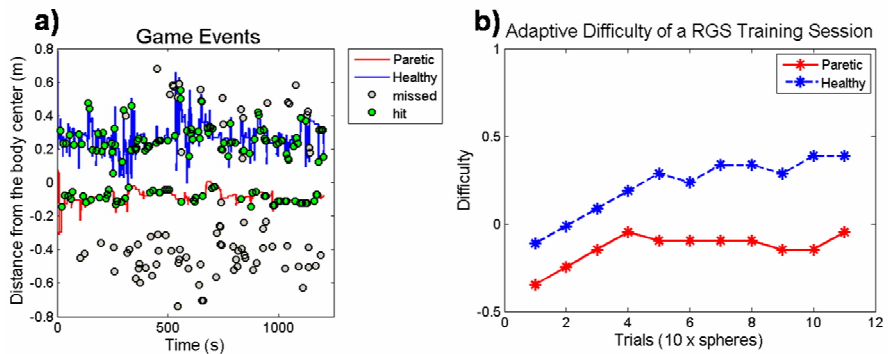 a)
Game Events
Distance from the body center (m)
0.8
0.6
0.4
0.2
0
-0.2
-0.4
-0.6
-0.8
0
500
1000
Time (s)
Paretic
Healthy
missed
hit
b)
Adaptive Difficulty of a RGS Training Session
Difficulty
1
0.5
0
-0.5
0
2
4
6
8
10
12
Trials (10 x spheres)
Paretic
Healthy